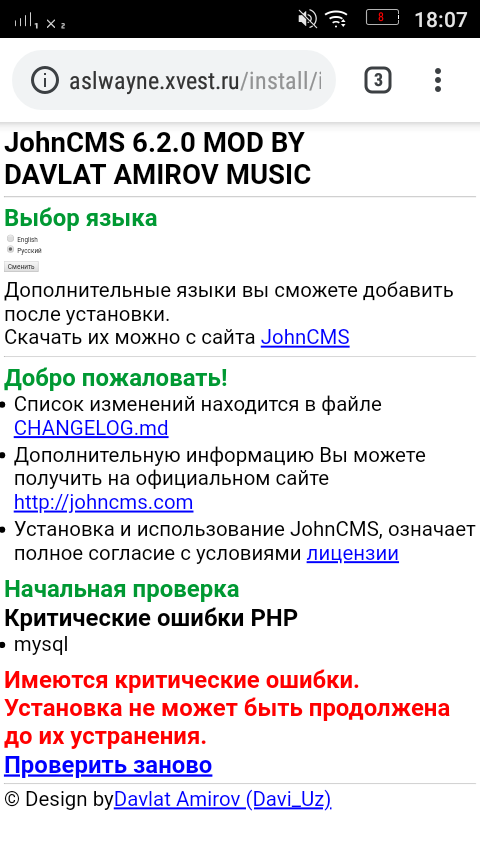 1 x 2 8 18:07
aslwayne.xvest.ru/install/i 3
JohnCMS 6.2.0 MOD BY
DAVLAT AMIROV MUSIC
Выбор языка
English
Русский
Сменить
Дополнительные языки вы сможете добавить
после установки.
Скачать их можно с сайта JohnCMS
Добро пожаловать!
Список изменений находится в файле
CHANGELOG.md
Дополнительную информацию Вы можете
получить на официальном сайте
http://johncms.com
Установка и использование JohnCMS, означает
полное согласие с условиями лицензии
Начальная проверка
Критические ошибки PHP
mysql
Имеются критические ошибки.
Установка не может быть продолжена
до их устранения.
Проверить заново
© Design byDavlat Amirov (Davi_Uz)